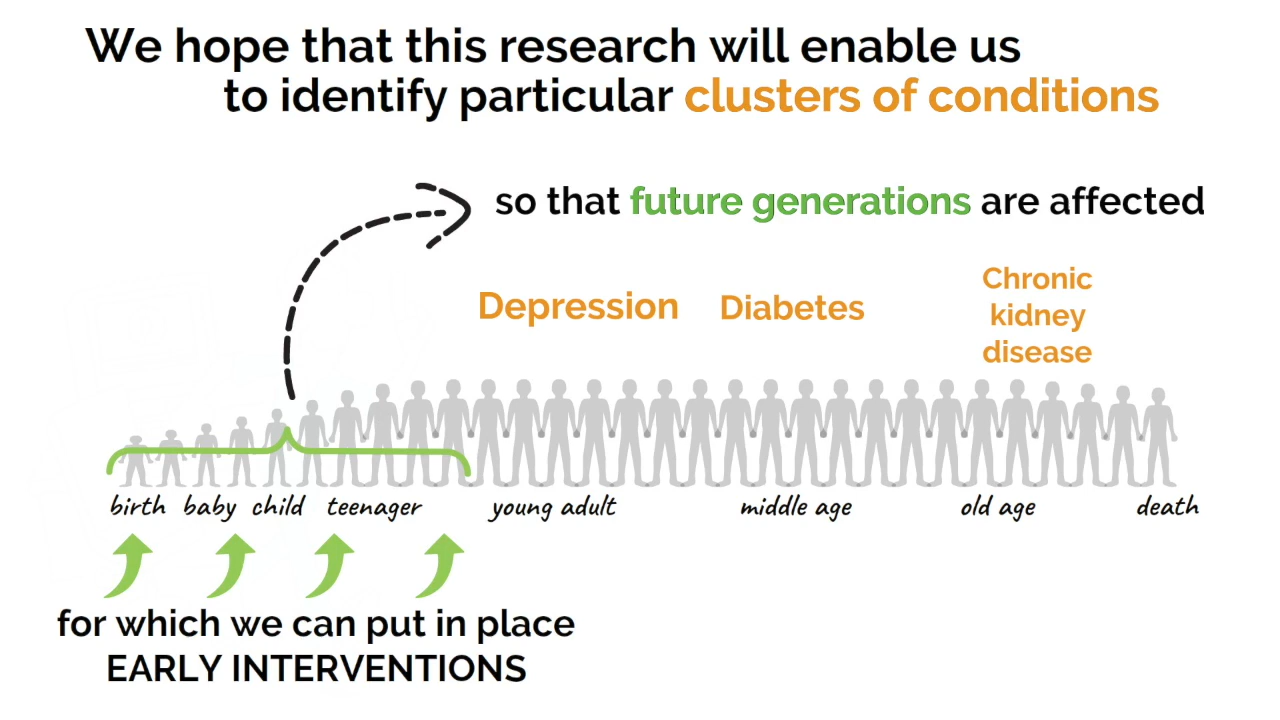 We hope that this research will enable us
to identify particular clusters of conditions
so that future generations are affected
Depression
Diabetes
Chronic
kidney
disease
birth baby child teenager young adult middle age old age death
for which we can put in place
EARLY INTERVENTIONS